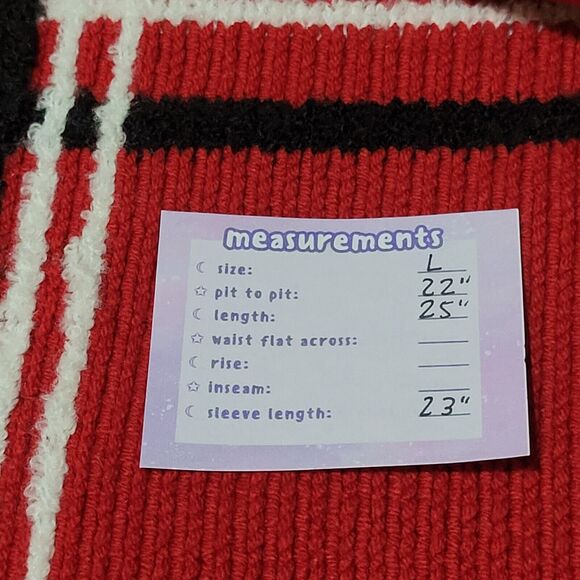 measurements
size: L
pit to pit: 22"
length: 25"
waist flat across:
rise:
inseam:
sleeve length: 23"